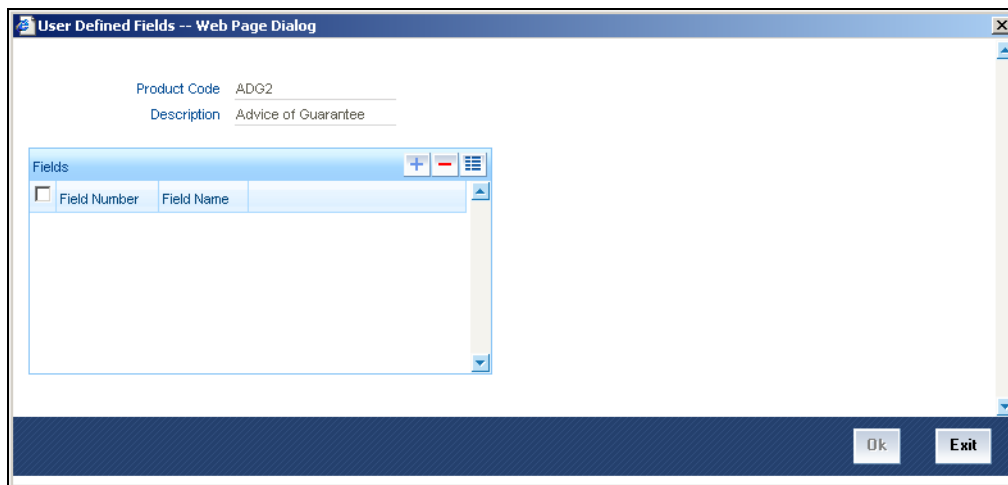 User Defined Fields -- Web Page Dialog
Product Code ADG2
Description Advice of Guarantee
Fields
Field Number Field Name
Ok Exit